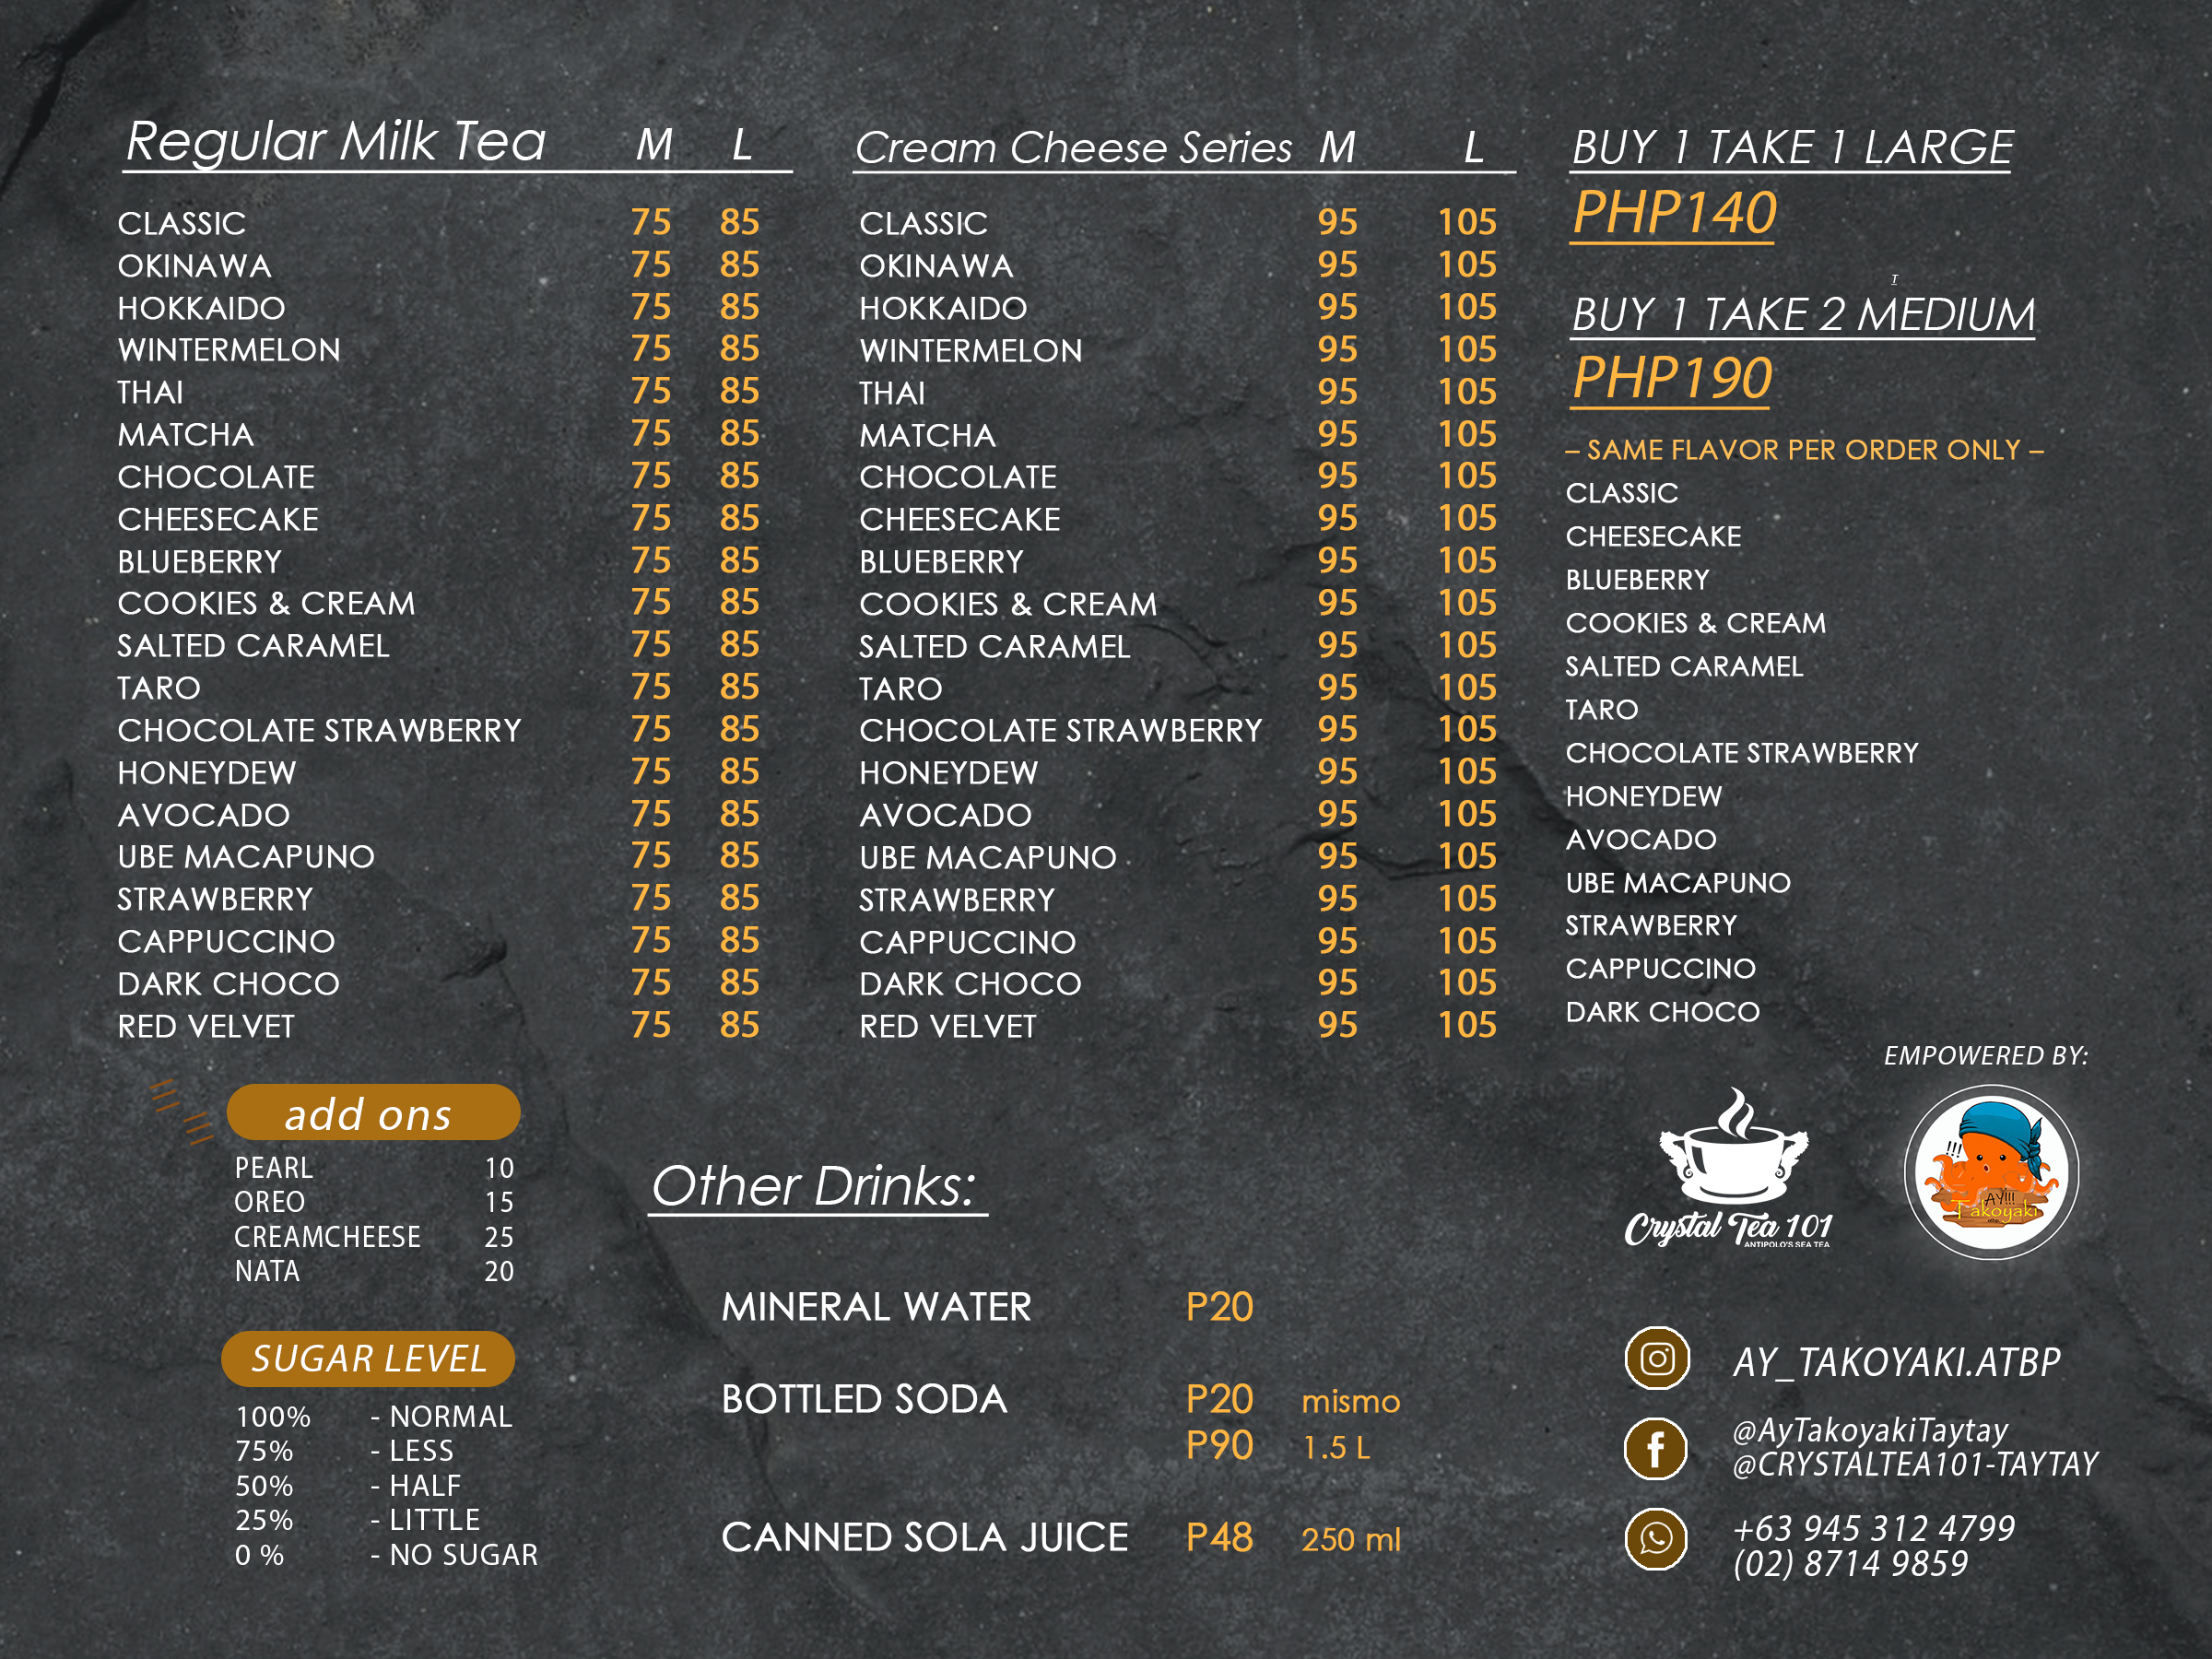 Regular Milk Tea M L
CLASSIC 75 85
OKINAWA 75 85
HOKKAIDO 75 85
WINTERMELON 75 85
THAI 75 85
MATCHA 75 85
CHOCOLATE 75 85
CHEESECAKE 75 85
BLUEBERRY 75 85
COOKIES & CREAM 75 85
SALTED CARAMEL 75 85
TARO 75 85
CHOCOLATE STRAWBERRY 75 85
HONEYDEW 75 85
AVOCADO 75 85
UBE MACAPUNO 75 85
STRAWBERRY 75 85
CAPPUCCINO 75 85
DARK CHOCO 75 85
RED VELVET 75 85
Cream Cheese Series M L
CLASSIC 95 105
OKINAWA 95 105
HOKKAIDO 95 105
WINTERMELON 95 105
THAI 95 105
MATCHA 95 105
CHOCOLATE 95 105
CHEESECAKE 95 105
BLUEBERRY 95 105
COOKIES & CREAM 95 105
SALTED CARAMEL 95 105
TARO 95 105
CHOCOLATE STRAWBERRY 95 105
HONEYDEW 95 105
AVOCADO 95 105
UBE MACAPUNO 95 105
STRAWBERRY 95 105
CAPPUCCINO 95 105
DARK CHOCO 95 105
RED VELVET 95 105
BUY 1 TAKE 1 LARGE
PHP140
T
BUY 1 TAKE 2 MEDIUM
PHP190
– SAME FLAVOR PER ORDER ONLY –
CLASSIC
CHEESECAKE
BLUEBERRY
COOKIES & CREAM
SALTED CARAMEL
TARO
CHOCOLATE STRAWBERRY
HONEYDEW
AVOCADO
UBE MACAPUNO
STRAWBERRY
CAPPUCCINO
DARK CHOCO
add ons
PEARL 10
OREO 15
CREAMCHEESE 25
NATA 20
SUGAR LEVEL
100% - NORMAL
75% - LESS
50% - HALF
25% - LITTLE
0 % - NO SUGAR
Other Drinks:
MINERAL WATER P20
BOTTLED SODA P20 mismo
P90 1.5 L
CANNED SOLA JUICE P48 250 ml
EMPOWERED BY:
Crystal Tea 101
ANTIPOLO'S SEA TEA
!!!
AY!!!
Takoyaki
atbp.
AY_TAKOYAKI.ATBP
@AyTakoyakiTaytay
@CRYSTALTEA101-TAYTAY
+63 945 312 4799
(02) 8714 9859